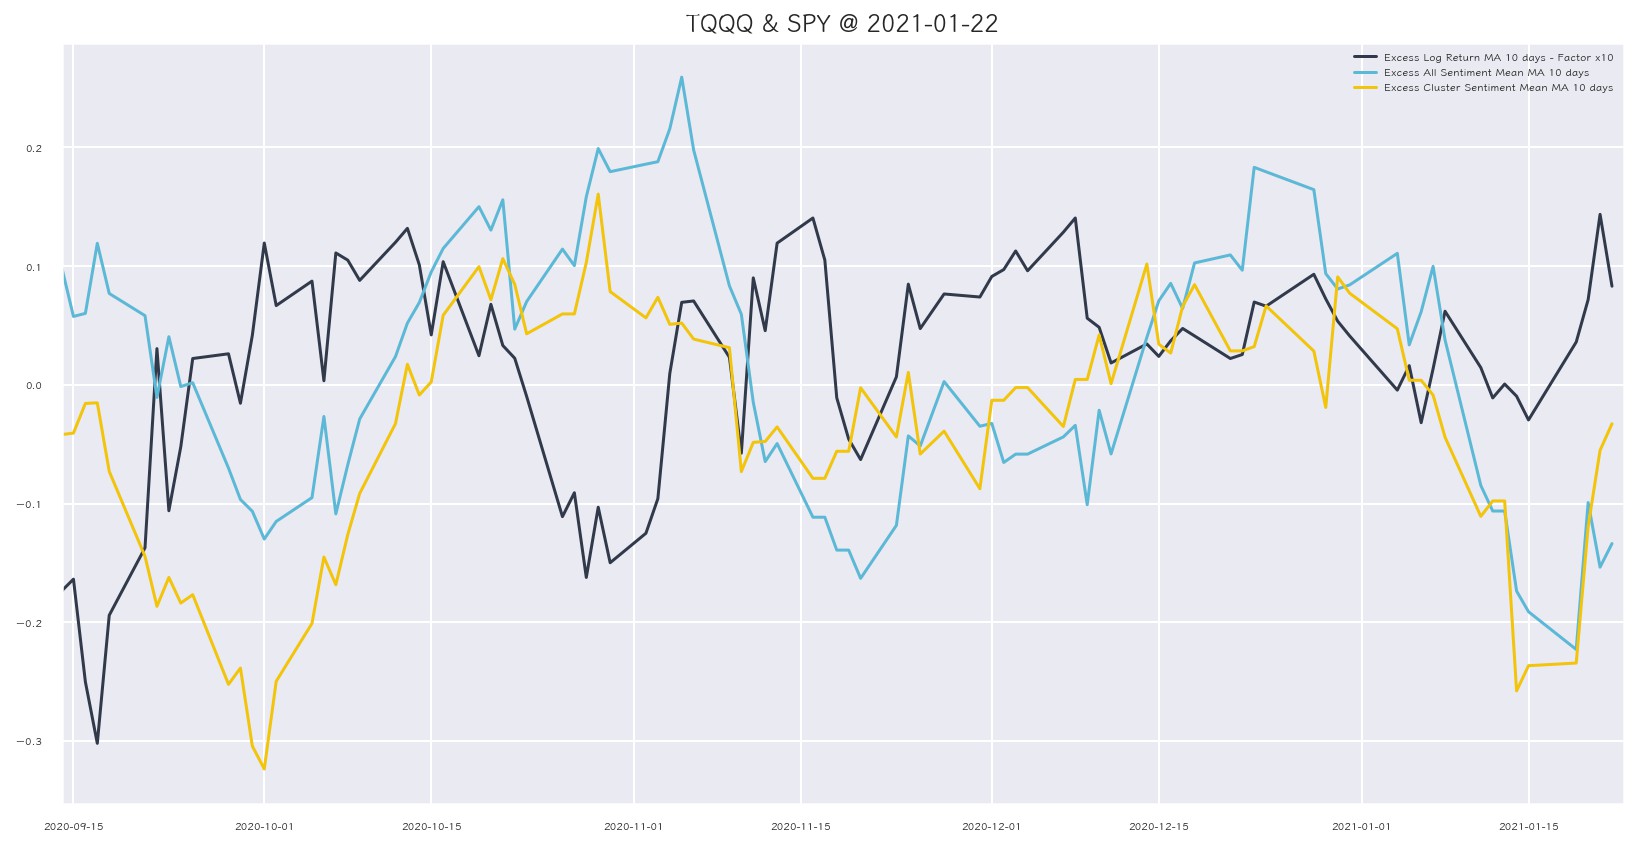 TQQQ & SPY @ 2021-01-22
Excess Log Return MA 10 days - Factor x10
Excess All Sentiment Mean MA 10 days
Excess Cluster Sentiment Mean MA 10 days
0.2
0.1
0.0
−0.1
−0.2
−0.3
2020-09-15 2020-10-01 2020-10-15 2020-11-01 2020-11-15 2020-12-01 2020-12-15 2021-01-01 2021-01-15